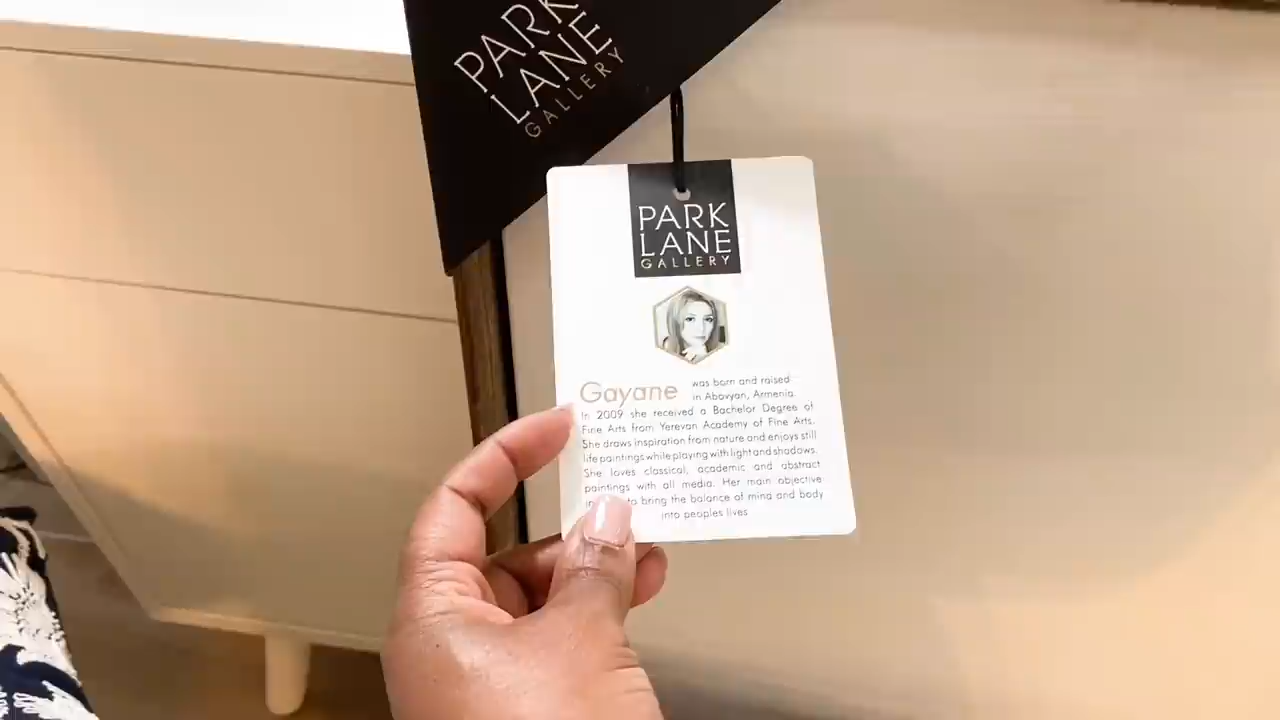 PARK
LANE
GALLERY
PARK
LANE
GALLERY
Gayane was born and raised
in Abovyan, Armenia.
In 2009 she received a Bachelor Degree of
Fine Arts from Yerevan Academy of Fine Arts.
She draws inspiration from nature and enjoys still
life paintings while playing with light and shadows.
She loves classical, academic and abstract
paintings with all media. Her main objective
to bring the balance of mind and body
into peoples lives